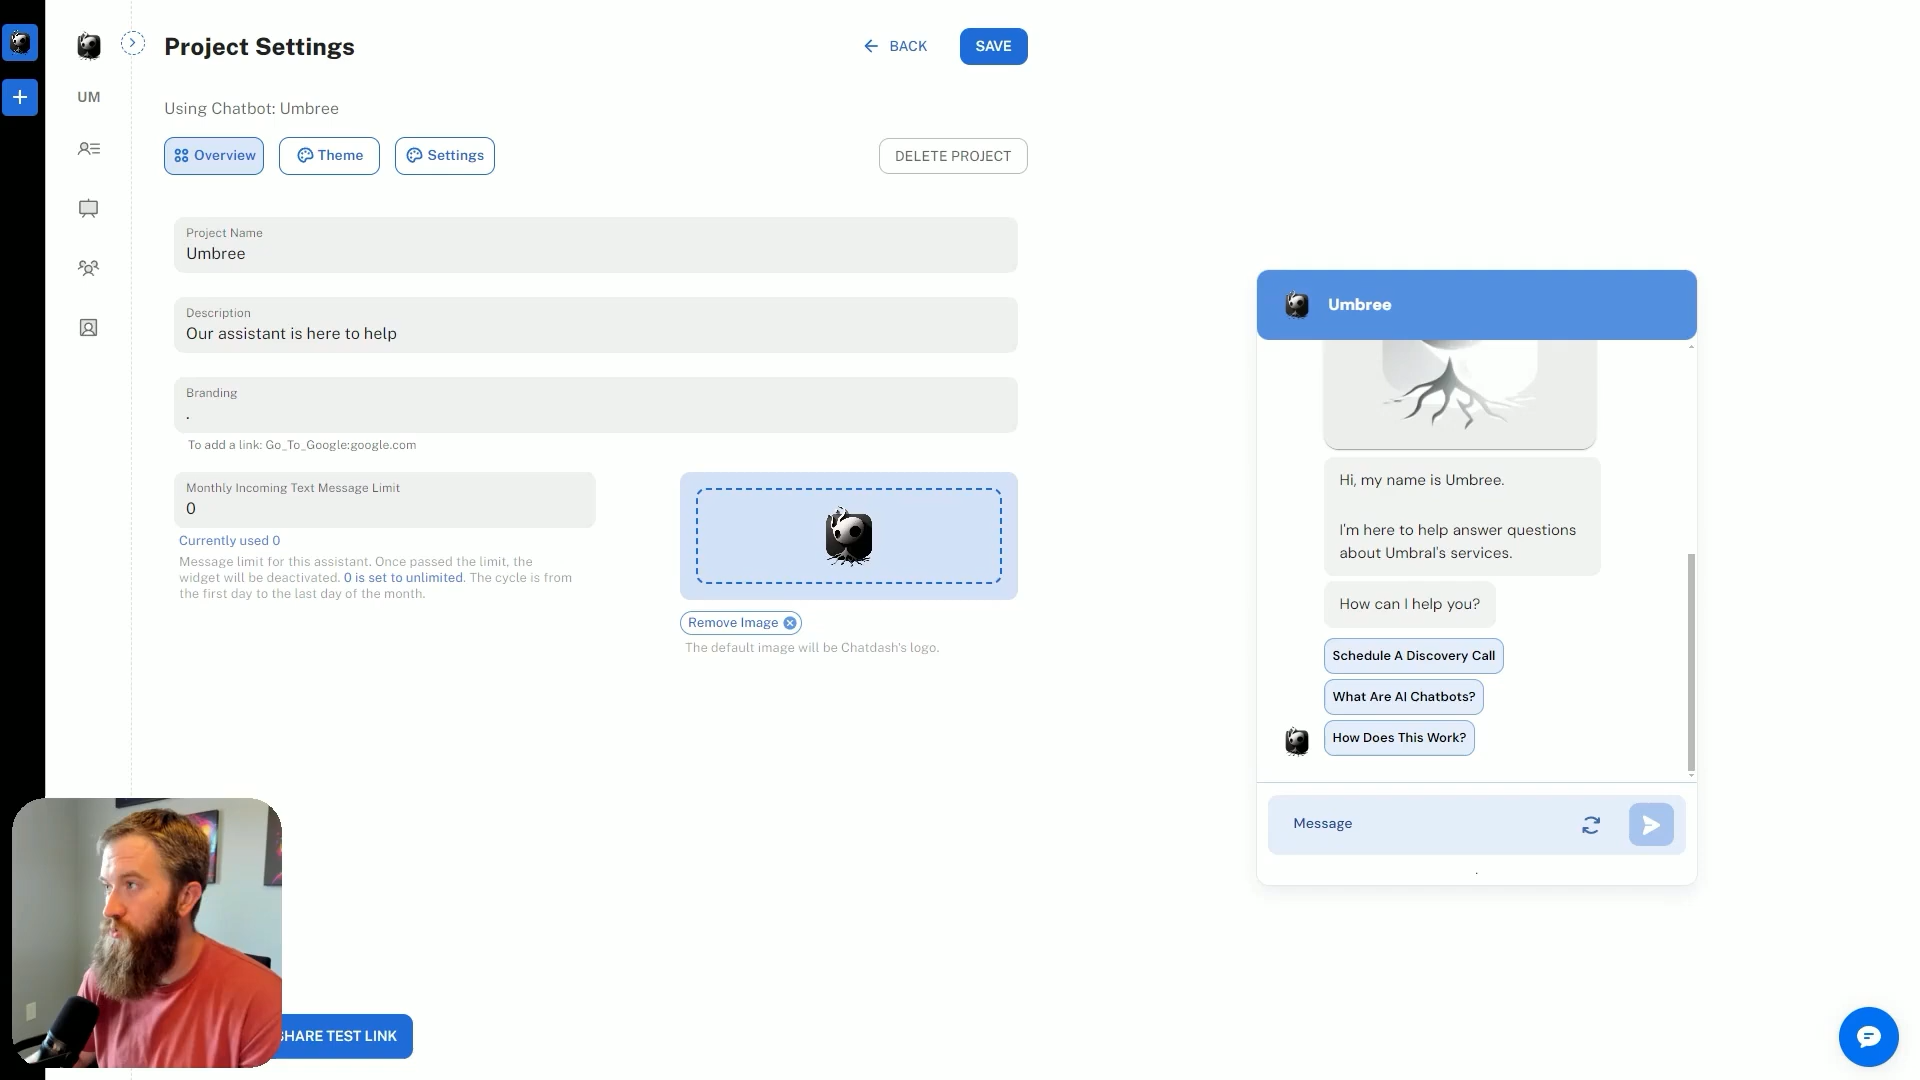 Project Settings
BACK
SAVE
UM
Using Chatbot: Umbree
Overview
Theme
Settings
DELETE PROJECT
Project Name
Umbree
Description
Our assistant is here to help
Branding
.
To add a link: Go_To_Google:google.com
Monthly Incoming Text Message Limit
0
Currently used 0
Message limit for this assistant. Once passed the limit, the
widget will be deactivated. 0 is set to unlimited. The cycle is from
the first day to the last day of the month.
Remove Image
The default image will be Chatdash's logo.
SHARE TEST LINK
Umbree
Hi, my name is Umbree.
I'm here to help answer questions
about Umbral's services.
How can I help you?
Schedule A Discovery Call
What Are AI Chatbots?
How Does This Work?
Message
.